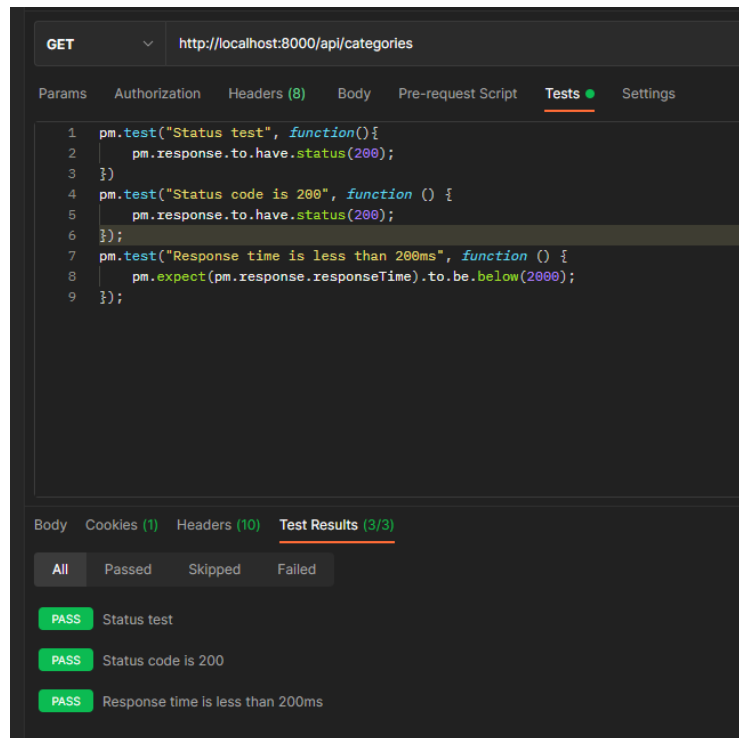 GET http://localhost:8000/api/categories
Params Authorization Headers (8) Body Pre-request Script Tests Settings
1 pm.test("Status test", function(){
2 pm.response.to.have.status(200);
3 })
4 pm.test("Status code is 200", function () {
5 pm.response.to.have.status(200);
6 });
7 pm.test("Response time is less than 200ms", function () {
8 pm.expect(pm.response.responseTime).to.be.below(2000);
9 });
Body Cookies (1) Headers (10) Test Results (3/3)
All Passed Skipped Failed
PASS Status test
PASS Status code is 200
PASS Response time is less than 200ms